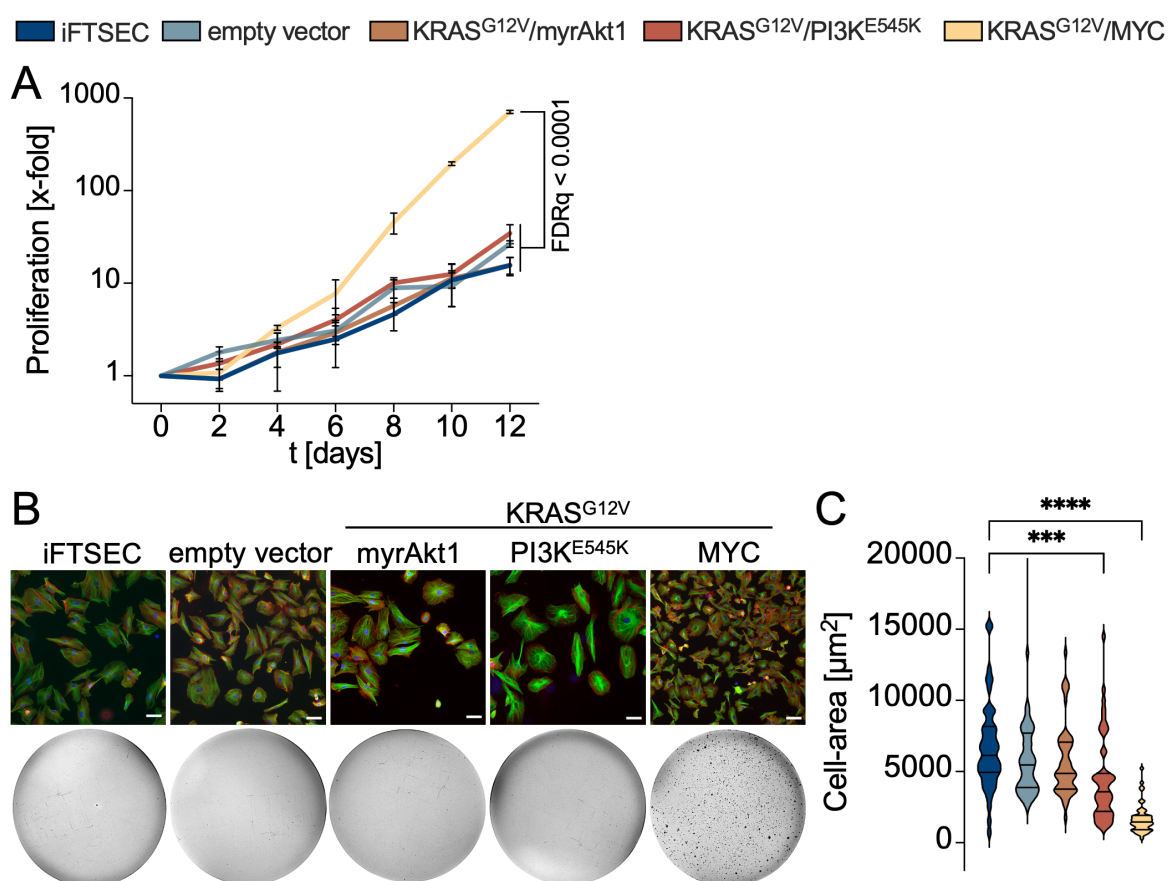 iFTSEC empty vector KRASG12V/myrAkt1 KRASG12V/PI3KE545K KRASG12V/MYC
A
Proliferation [x-fold]
1000
100
10
1
0 2 4 6 8 10 12
t [days]
FDRq < 0.0001
B
KRASG12V
iFTSEC empty vector myrAkt1 PI3KE545K MYC
C
****
***
Cell-area [µm2]
20000
15000
10000
5000
0